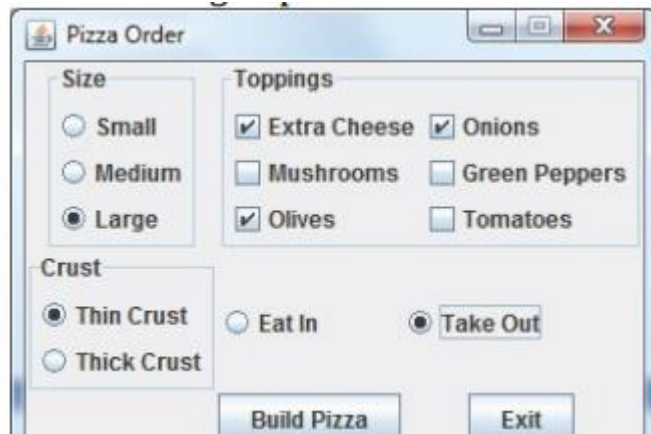 Pizza Order
Size
Toppings
Small
Extra Cheese
Onions
Medium
Mushrooms
Green Peppers
Large
Olives
Tomatoes
Crust
Thin Crust
Eat In
Take Out
Thick Crust
Build Pizza
Exit